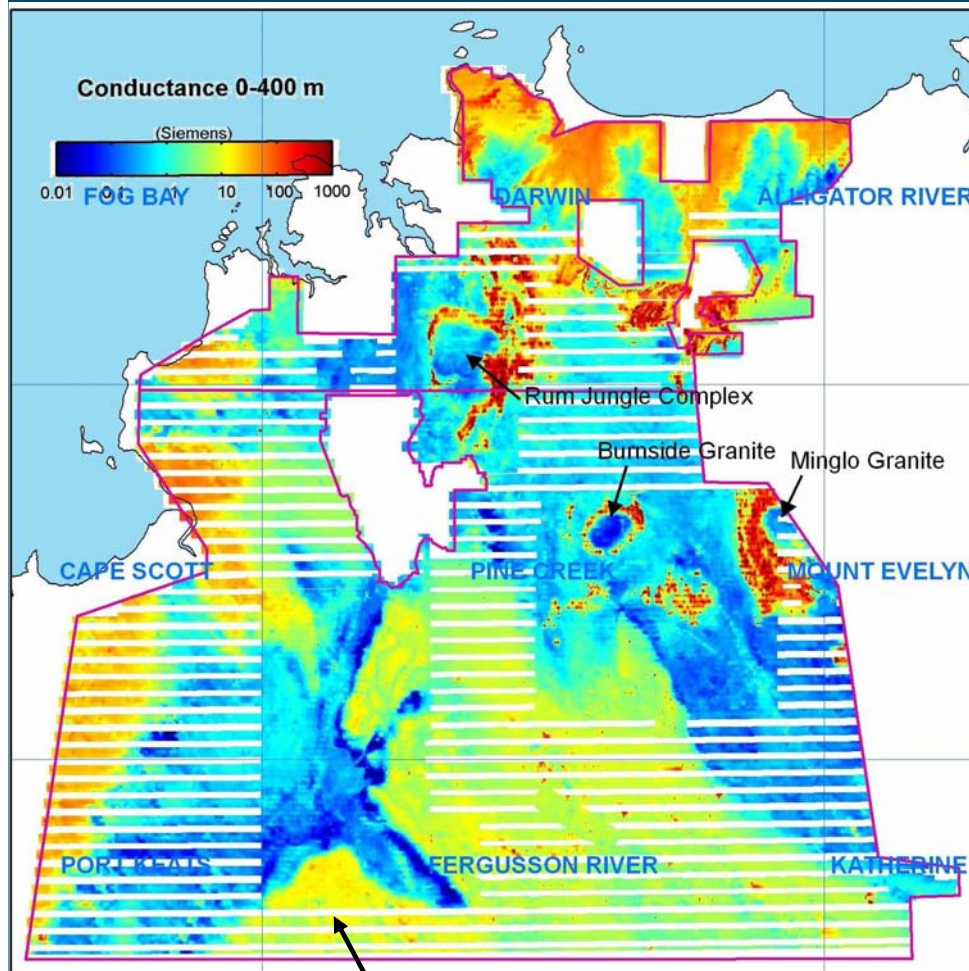 Conductance 0-400 m
(Siemens)
0.01 0.1 1 10 100 1000
FOG BAY
DARWIN
ALLIGATOR RIVER
Rum Jungle Complex
Burnside Granite
Minglo Granite
CAPE SCOTT
PINE CREEK
MOUNT EVELYN
PORT KEATS
FERGUSSON RIVER
KATHERINE